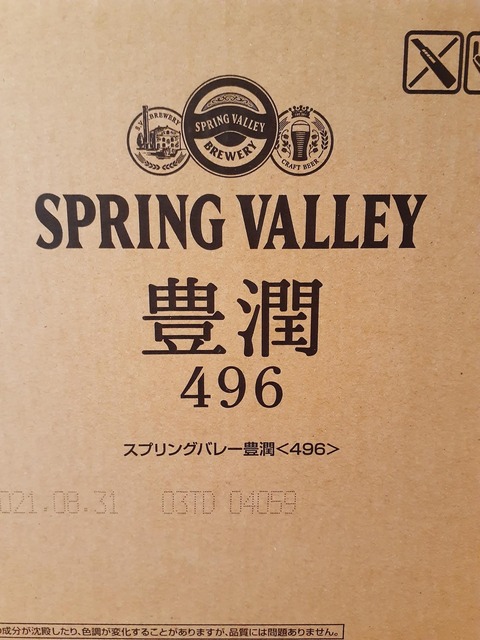 S.V. BREWERY
SPRING VALLEY
BREWERY
CRAFT BEER
SPRING VALLEY
豊潤
496
スプリングバレー豊潤<496>
021.08.31 03TD 04059
の成分が沈殿したり、色調が変化することがありますが、品質には問題ありません。